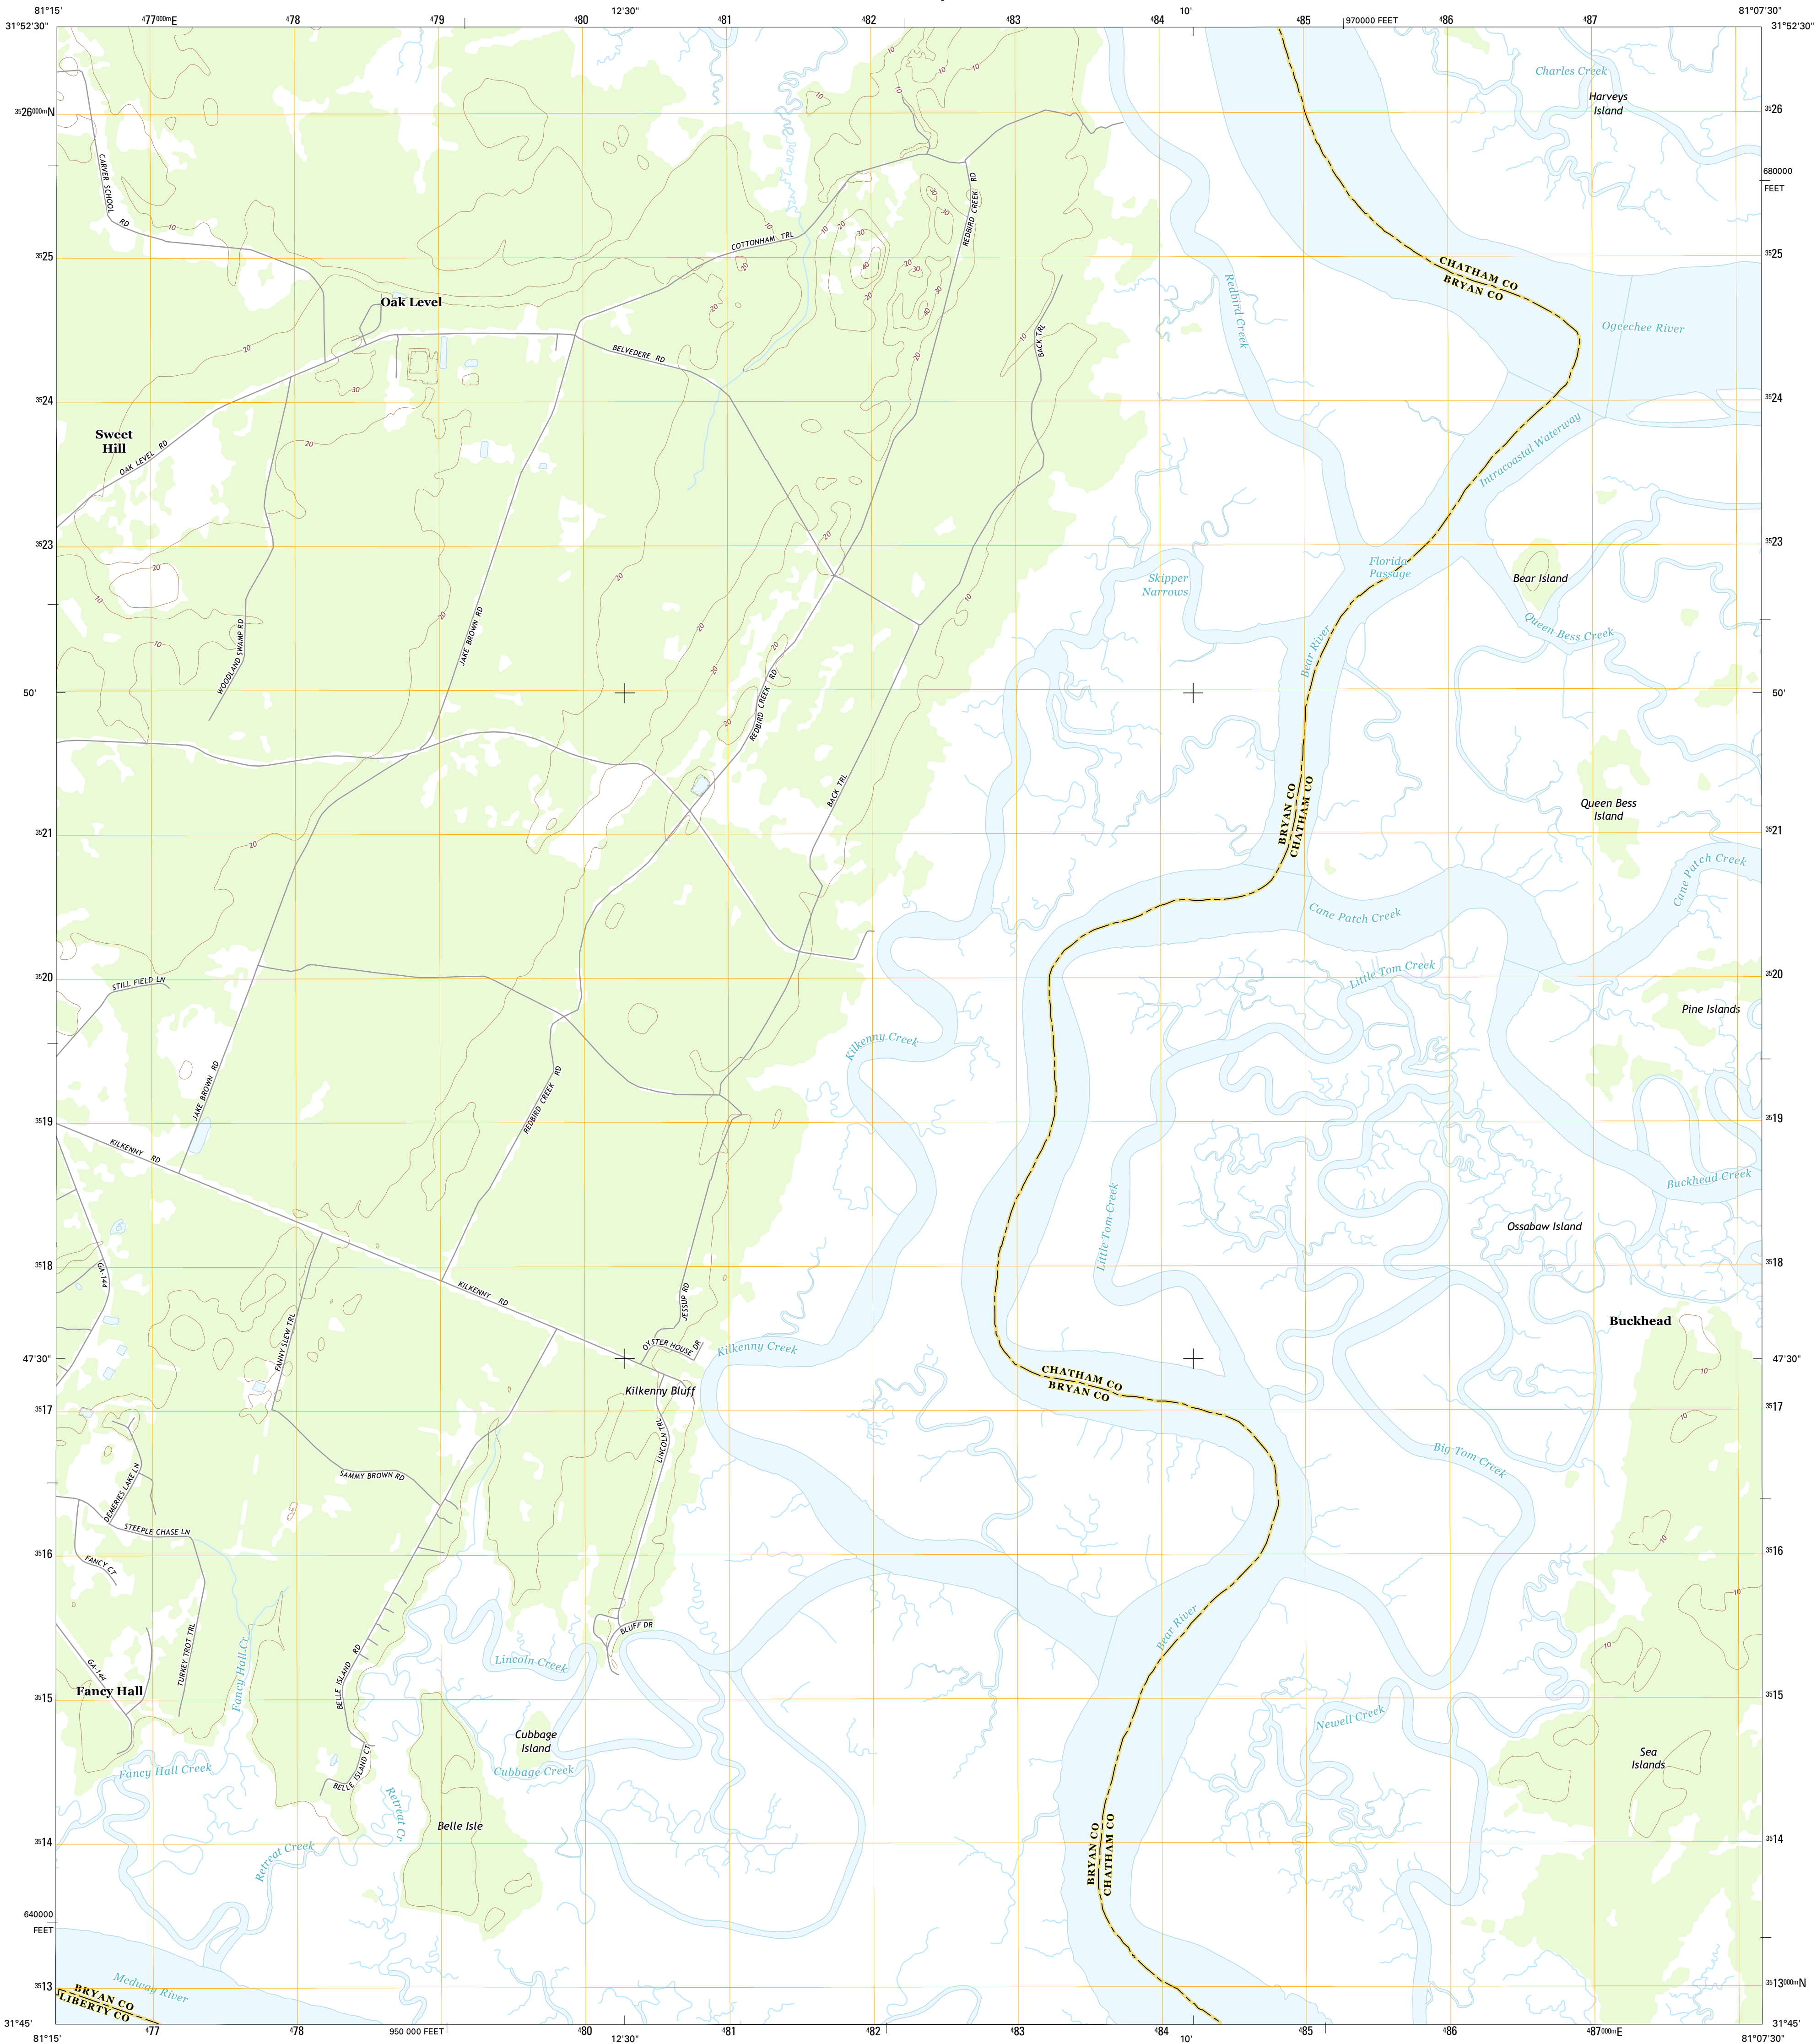 81°15'
⁴77⁰⁰⁰ᵐE
⁴78
⁴79
⁴80
12'30"
⁴81
⁴82
⁴83
⁴84
10'
⁴85
970000 FEET
⁴86
⁴87
81°07'30"
31°52'30"
31°52'30"
Charles Creek
Harveys
Island
³⁵26⁰⁰⁰ᵐN
³⁵26
CARVER SCHOOL RD
680000
FEET
REDBIRD CREEK RD
COTTONHAM TRL
³⁵25
³⁵25
CHATHAM CO
BRYAN CO
Redbird Creek
Oak Level
Ogeechee River
BELVEDERE RD
BACK TRL
³⁵24
³⁵24
Sweet
Hill
OAK LEVEL RD
Intracoastal Waterway
³⁵23
³⁵23
Florida
Passage
Skipper
Narrows
Bear Island
Queen Bess Creek
Bear River
JAKE BROWN RD
WOODLAND SWAMP RD
50'
50'
REDBIRD CREEK RD
BACK TRL
BRYAN CO
CHATHAM CO
Queen Bess
Island
³⁵21
³⁵21
Cane Patch Creek
Cane Patch Creek
Little Tom Creek
³⁵20
³⁵20
STILL FIELD LN
Pine Islands
Kilkenny Creek
JAKE BROWN RD
REDBIRD CREEK RD
³⁵19
³⁵19
KILKENNY RD
Buckhead Creek
Little Tom Creek
Ossabaw Island
³⁵18
³⁵18
GA-144
KILKENNY RD
JESSUP RD
FANNY SLEW TRL
OYSTER HOUSE DR
Kilkenny Creek
Buckhead
47'30"
47'30"
Kilkenny Bluff
CHATHAM CO
BRYAN CO
³⁵17
³⁵17
LINCOLN TRL
Big Tom Creek
SAMMY BROWN RD
DEMERIES LAKE LN
STEEPLE CHASE LN
FANCY CT
³⁵16
³⁵16
BLUFF DR
Bear River
Lincoln Creek
TURKEY TROT TRL
Fancy Hall Cr
BELLE ISLAND RD
GA-144
Fancy Hall
³⁵15
³⁵15
Newell Creek
Cubbage
Island
Sea
Islands
Fancy Hall Creek
BELLE ISLAND CT
Cubbage Creek
Retreat Cr
Belle Isle
³⁵14
³⁵14
Retreat Creek
BRYAN CO
CHATHAM CO
640000
FEET
Medway River
³⁵13
³⁵13⁰⁰⁰ᵐN
BRYAN CO
LIBERTY CO
31°45'
31°45'
81°15'
⁴77
⁴78
950 000 FEET
⁴80
12'30"
⁴81
⁴82
⁴83
⁴84
10'
⁴85
⁴86
⁴87⁰⁰⁰ᵐE
81°07'30"